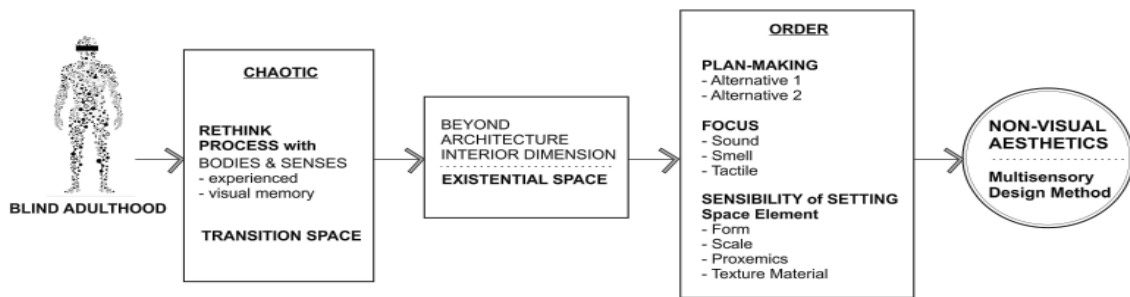 BLIND ADULTHOOD
CHAOTIC
RETHINK
PROCESS with
BODIES & SENSES
- experienced
- visual memory
TRANSITION SPACE
BEYOND
ARCHITECTURE
INTERIOR DIMENSION
EXISTENTIAL SPACE
ORDER
PLAN-MAKING
- Alternative 1
- Alternative 2
FOCUS
- Sound
- Smell
- Tactile
SENSIBILITY of SETTING
Space Element
- Form
- Scale
- Proxemics
- Texture Material
NON-VISUAL
AESTHETICS
Multisensory
Design Method